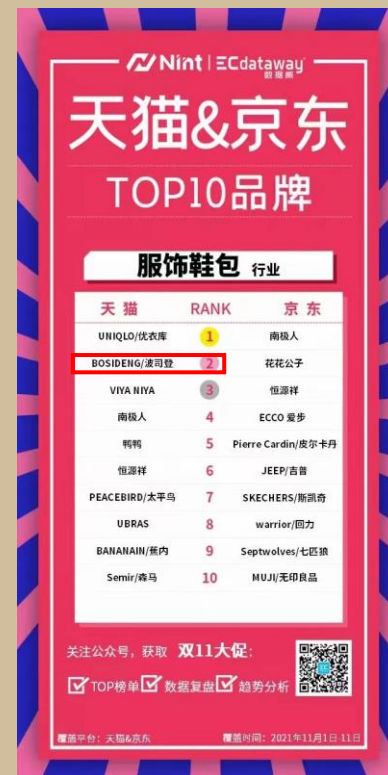 Nint | ECdataway 数据威
天猫&京东
TOP10品牌
服饰鞋包 行业
天猫 RANK 京东
UNIQLO/优衣库 1 南极人
BOSIDENG/波司登 2 花花公子
VIYA NIYA 3 恒源祥
南极人 4 ECCO 爱步
鸭鸭 5 Pierre Cardin/皮尔卡丹
恒源祥 6 JEEP/吉普
PEACEBIRD/太平鸟 7 SKECHERS/斯凯奇
UBRAS 8 warrior/回力
BANANAIN/蕉内 9 Septwolves/七匹狼
Semir/森马 10 MUJI/无印良品
关注公众号，获取 双11大促：
TOP榜单 数据复盘 趋势分析
覆盖平台：天猫&京东 覆盖时间：2021年11月1日-11日